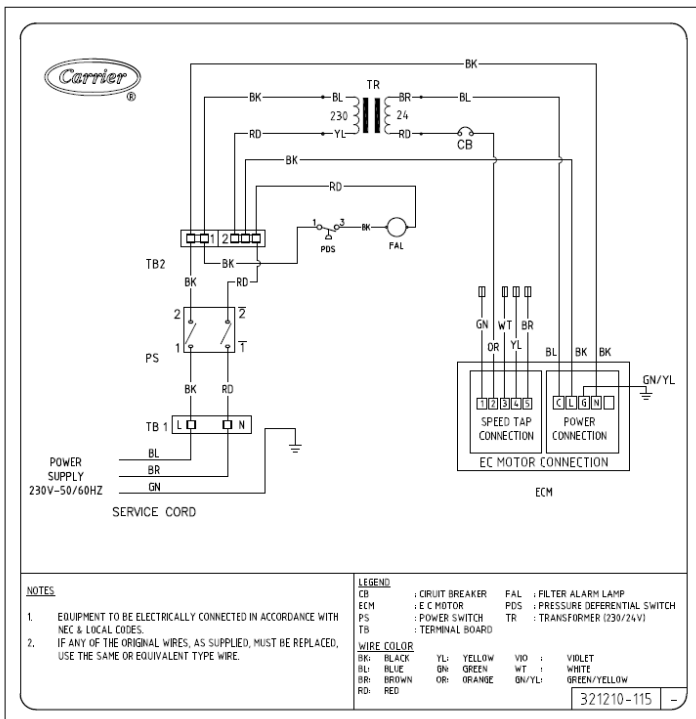 Carrier
®
BK
TR
BK
BL
BR
BL
230
24
RD
YL
RD
CB
BK
RD
1
3
BK
PDS
FAL
1
2
TB2
BK
BK
RD
2
2
1
1
PS
BK
RD
TB 1
L
N
BL
BR
GN
POWER
SUPPLY
230V-50/60HZ
SERVICE CORD
GN
WT
BR
OR
YL
BL
BK
BK
GN/YL
1 2 3 4 5
C L G N
SPEED TAP
CONNECTION
POWER
CONNECTION
EC MOTOR CONNECTION
ECM
NOTES
1. EQUIPMENT TO BE ELECTRICALLY CONNECTED IN ACCORDANCE WITH
NEC & LOCAL CODES.
2. IF ANY OF THE ORIGINAL WIRES, AS SUPPLIED, MUST BE REPLACED,
USE THE SAME OR EQUIVALENT TYPE WIRE.
LEGEND
CB : CIRUIT BREAKER FAL : FILTER ALARM LAMP
ECM : E C MOTOR PDS : PRESSURE DEFERENTIAL SWITCH
PS : POWER SWITCH TR : TRANSFORMER (230/24V)
TB : TERMINAL BOARD
WIRE COLOR
BK: BLACK YL: YELLOW VIO : VIOLET
BL: BLUE GN: GREEN WT : WHITE
BR: BROWN OR: ORANGE GN/YL: GREEN/YELLOW
RD: RED
321210-115 -